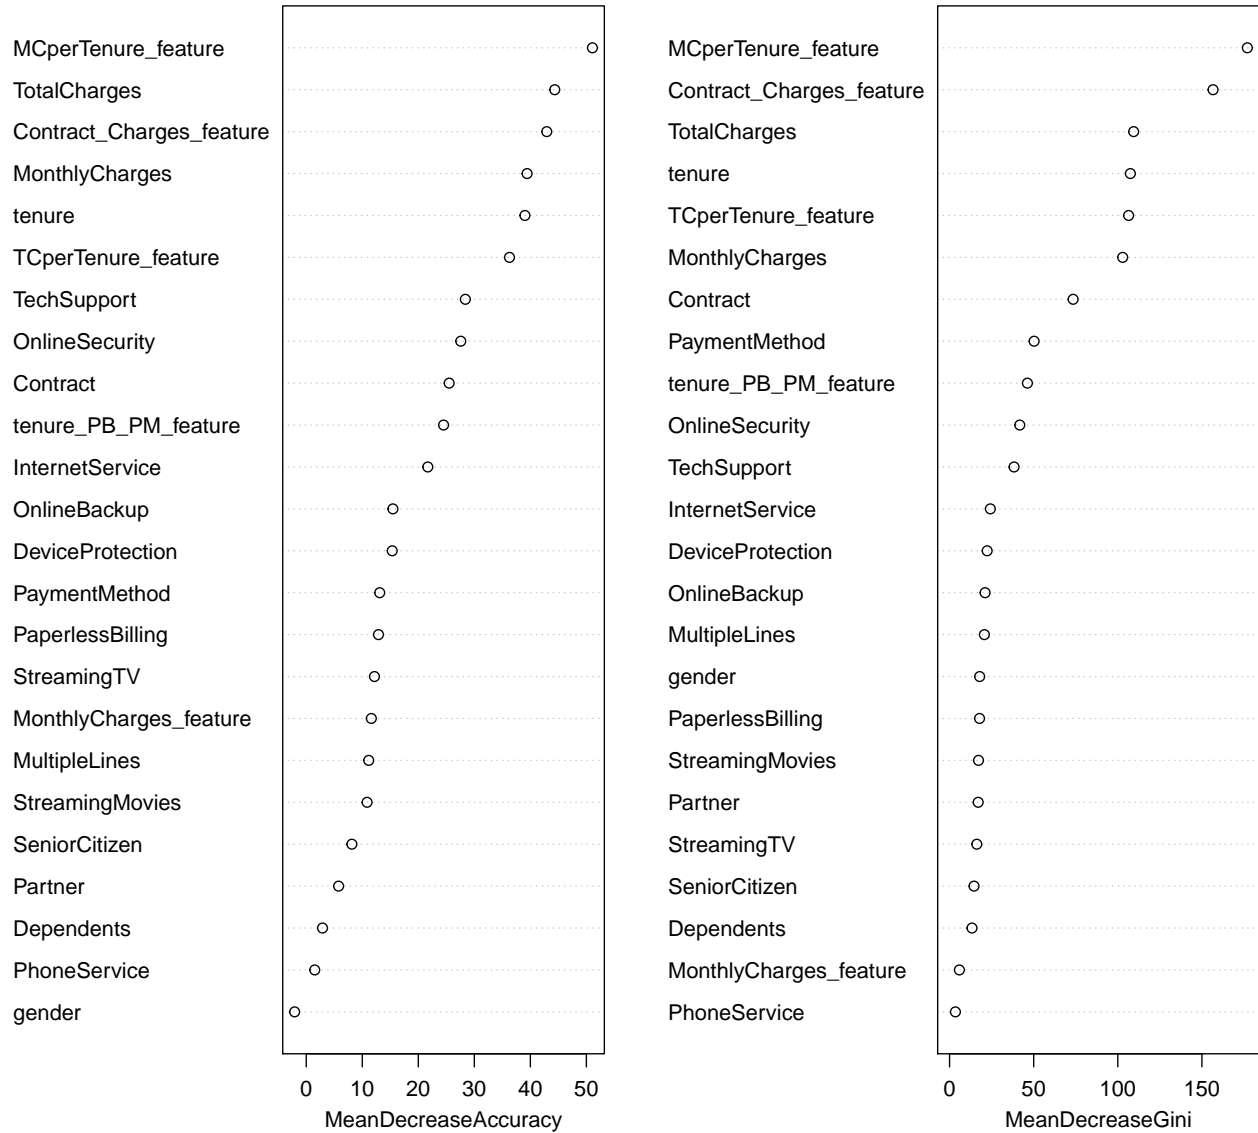 MCperTenure_feature
TotalCharges
Contract_Charges_feature
MonthlyCharges
tenure
TCperTenure_feature
TechSupport
OnlineSecurity
Contract
tenure_PB_PM_feature
InternetService
OnlineBackup
DeviceProtection
PaymentMethod
PaperlessBilling
StreamingTV
MonthlyCharges_feature
MultipleLines
StreamingMovies
SeniorCitizen
Partner
Dependents
PhoneService
gender
0 10 20 30 40 50
MeanDecreaseAccuracy
MCperTenure_feature
Contract_Charges_feature
TotalCharges
tenure
TCperTenure_feature
MonthlyCharges
Contract
PaymentMethod
tenure_PB_PM_feature
OnlineSecurity
TechSupport
InternetService
DeviceProtection
OnlineBackup
MultipleLines
gender
PaperlessBilling
StreamingMovies
Partner
StreamingTV
SeniorCitizen
Dependents
MonthlyCharges_feature
PhoneService
0 50 100 150
MeanDecreaseGini